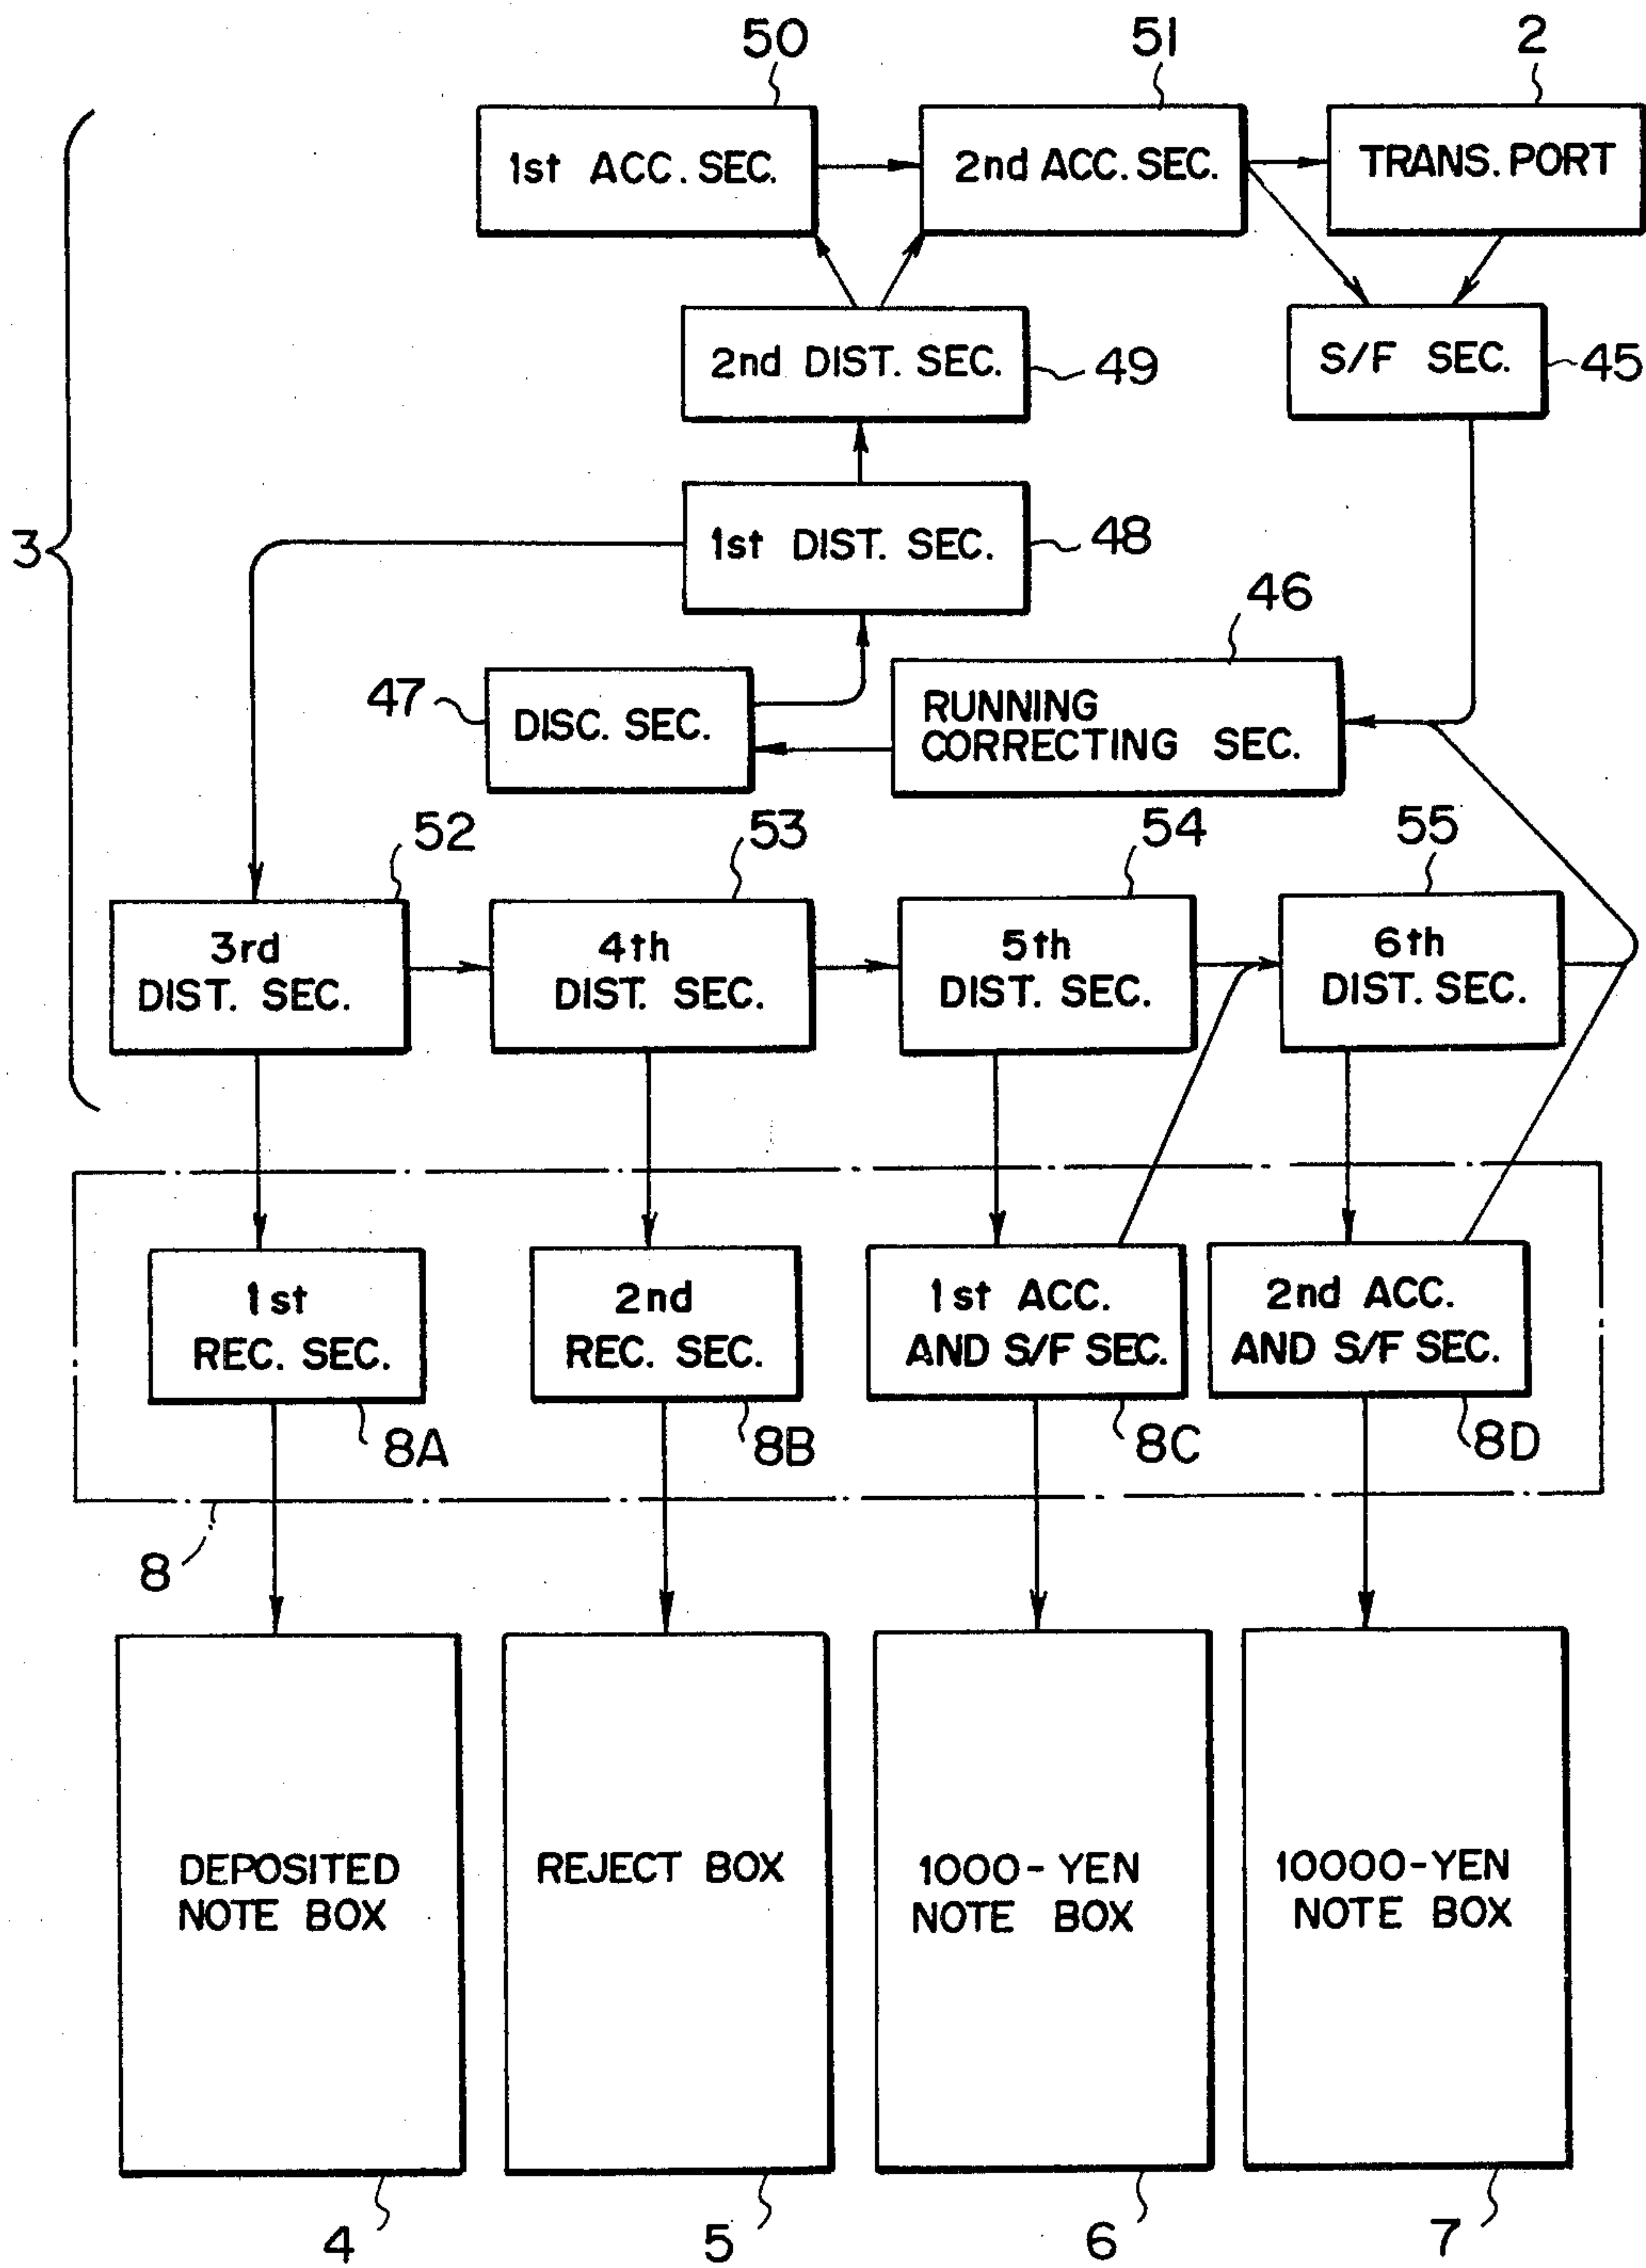 50
51
2
1st ACC. SEC.
2nd ACC. SEC.
TRANS. PORT
2nd DIST. SEC.
49
S/F SEC.
45
3
1st DIST. SEC.
48
46
47
DISC. SEC.
RUNNING
CORRECTING SEC.
52
53
54
55
3rd
DIST. SEC.
4th
DIST. SEC.
5th
DIST. SEC.
6th
DIST. SEC.
1st
REC. SEC.
2nd
REC. SEC.
1st ACC.
AND S/F SEC.
2nd ACC.
AND S/F SEC.
8A
8B
8C
8D
8
DEPOSITED
NOTE BOX
REJECT BOX
1000-YEN
NOTE BOX
10000-YEN
NOTE BOX
4
5
6
7